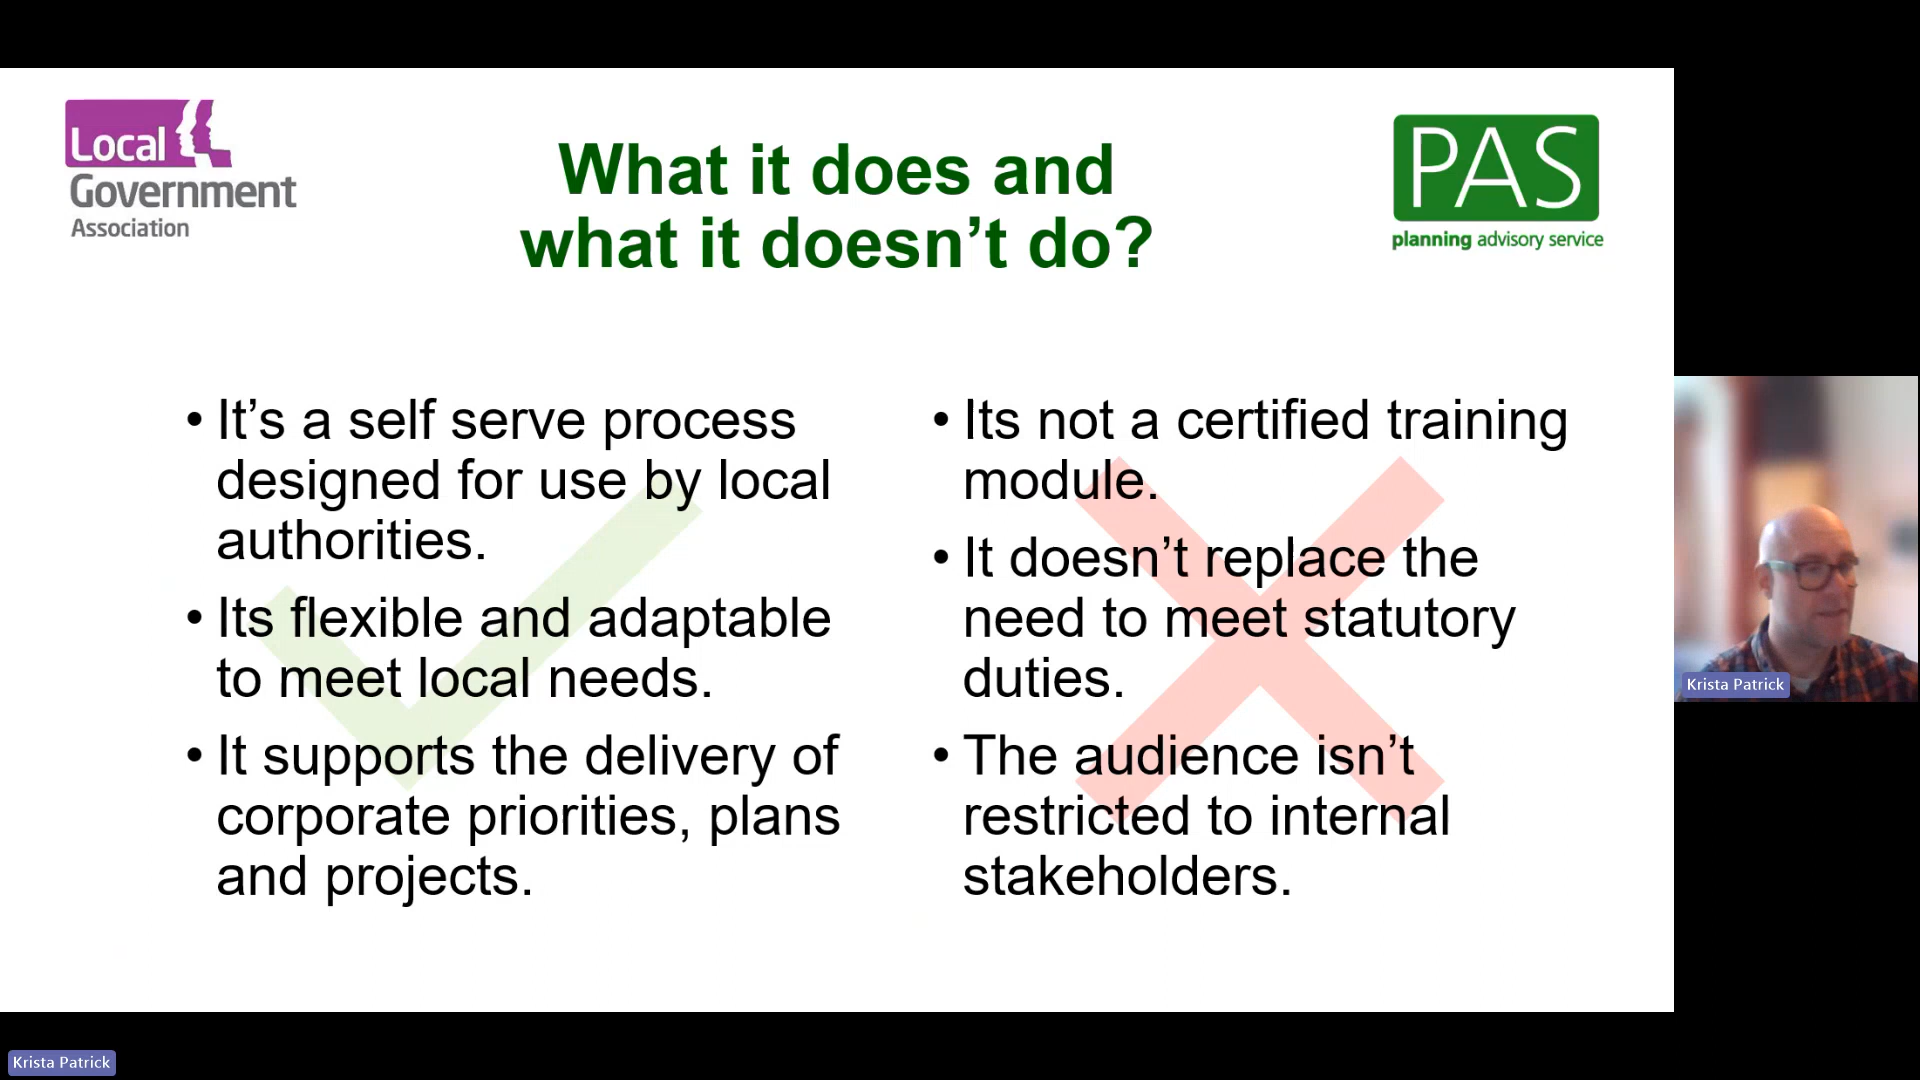 Local
Government
Association
What it does and
what it doesn’t do?
PAS
planning advisory service
• It’s a self serve process
designed for use by local
authorities.
• Its flexible and adaptable
to meet local needs.
• It supports the delivery of
corporate priorities, plans
and projects.
• Its not a certified training
module.
• It doesn’t replace the
need to meet statutory
duties.
• The audience isn’t
restricted to internal
stakeholders.
Krista Patrick
Krista Patrick